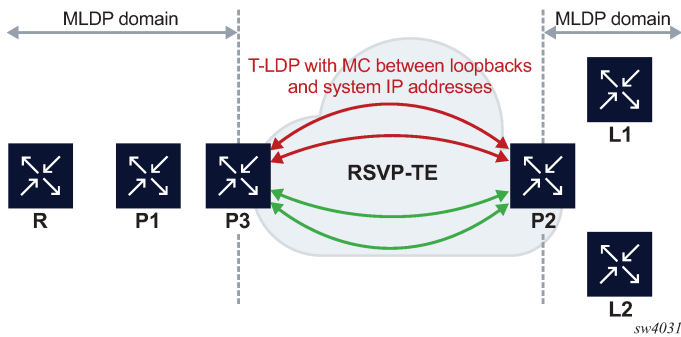 MLDP domain
MLDP domain
T-LDP with MC between loopbacks
and system IP addresses
L1
RSVP-TE
R
P1
P3
P2
L2
sw4031